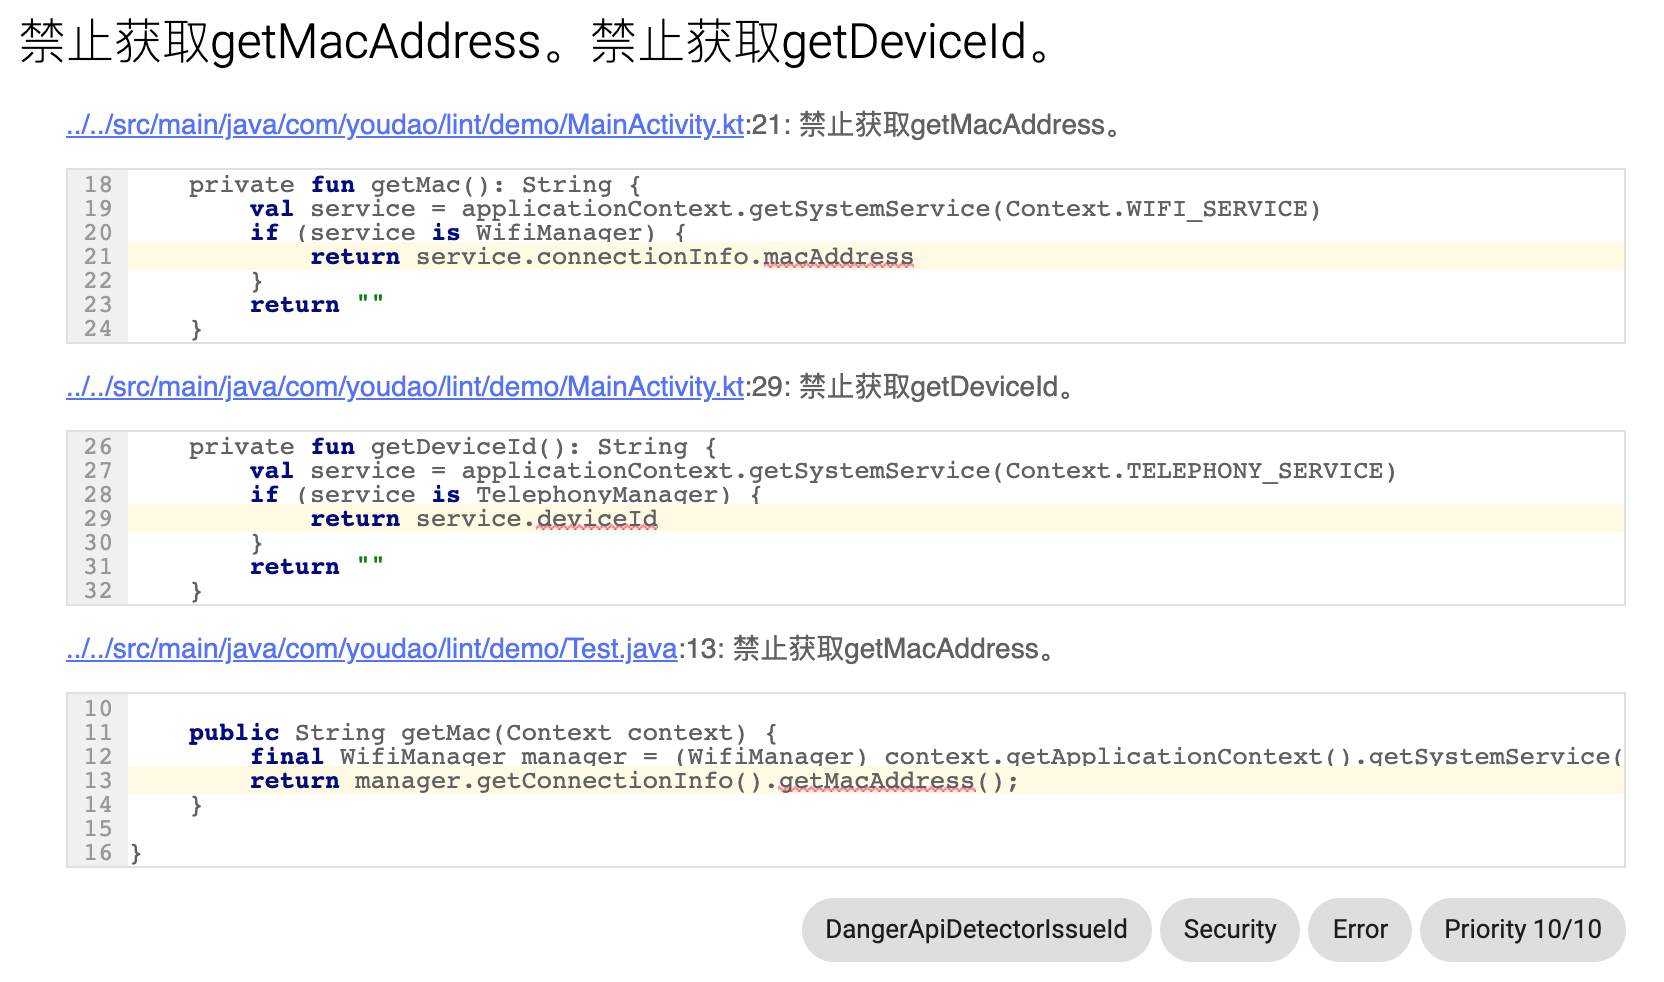 禁止获取getMacAddress。禁止获取getDeviceId。
../../src/main/java/com/youdao/lint/demo/MainActivity.kt:21: 禁止获取getMacAddress。
18     private fun getMac(): String {
19         val service = applicationContext.getSystemService(Context.WIFI_SERVICE)
20         if (service is WifiManager) {
21             return service.connectionInfo.macAddress
22         }
23         return ""
24     }
../../src/main/java/com/youdao/lint/demo/MainActivity.kt:29: 禁止获取getDeviceId。
26     private fun getDeviceId(): String {
27         val service = applicationContext.getSystemService(Context.TELEPHONY_SERVICE)
28         if (service is TelephonyManager) {
29             return service.deviceId
30         }
31         return ""
32     }
../../src/main/java/com/youdao/lint/demo/Test.java:13: 禁止获取getMacAddress。
10
11     public String getMac(Context context) {
12         final WifiManager manager = (WifiManager) context.getApplicationContext().getSystemService(
13         return manager.getConnectionInfo().getMacAddress();
14     }
15
16 }
DangerApiDetectorIssueId Security Error Priority 10/10